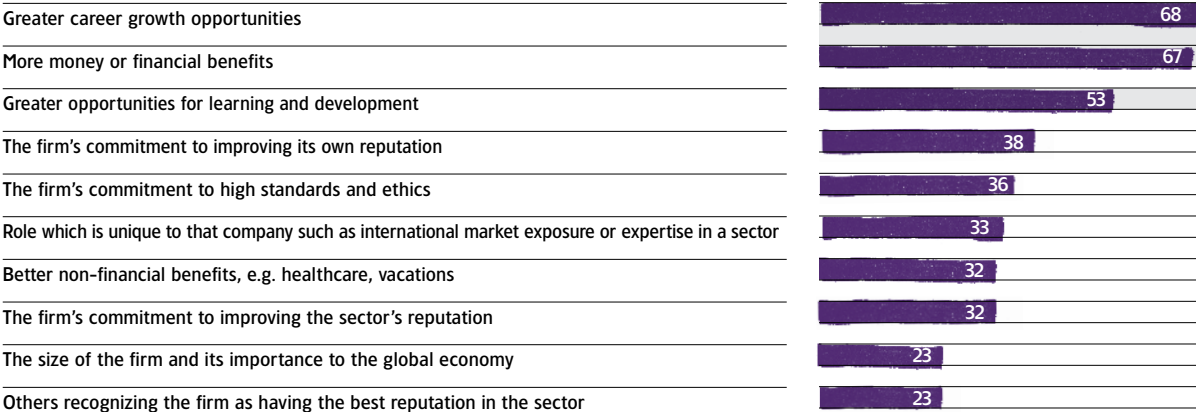 Greater career growth opportunities 68
More money or financial benefits 67
Greater opportunities for learning and development 53
The firm's commitment to improving its own reputation 38
The firm's commitment to high standards and ethics 36
Role which is unique to that company such as international market exposure or expertise in a sector 33
Better non-financial benefits, e.g. healthcare, vacations 32
The firm's commitment to improving the sector's reputation 32
The size of the firm and its importance to the global economy 23
Others recognizing the firm as having the best reputation in the sector 23